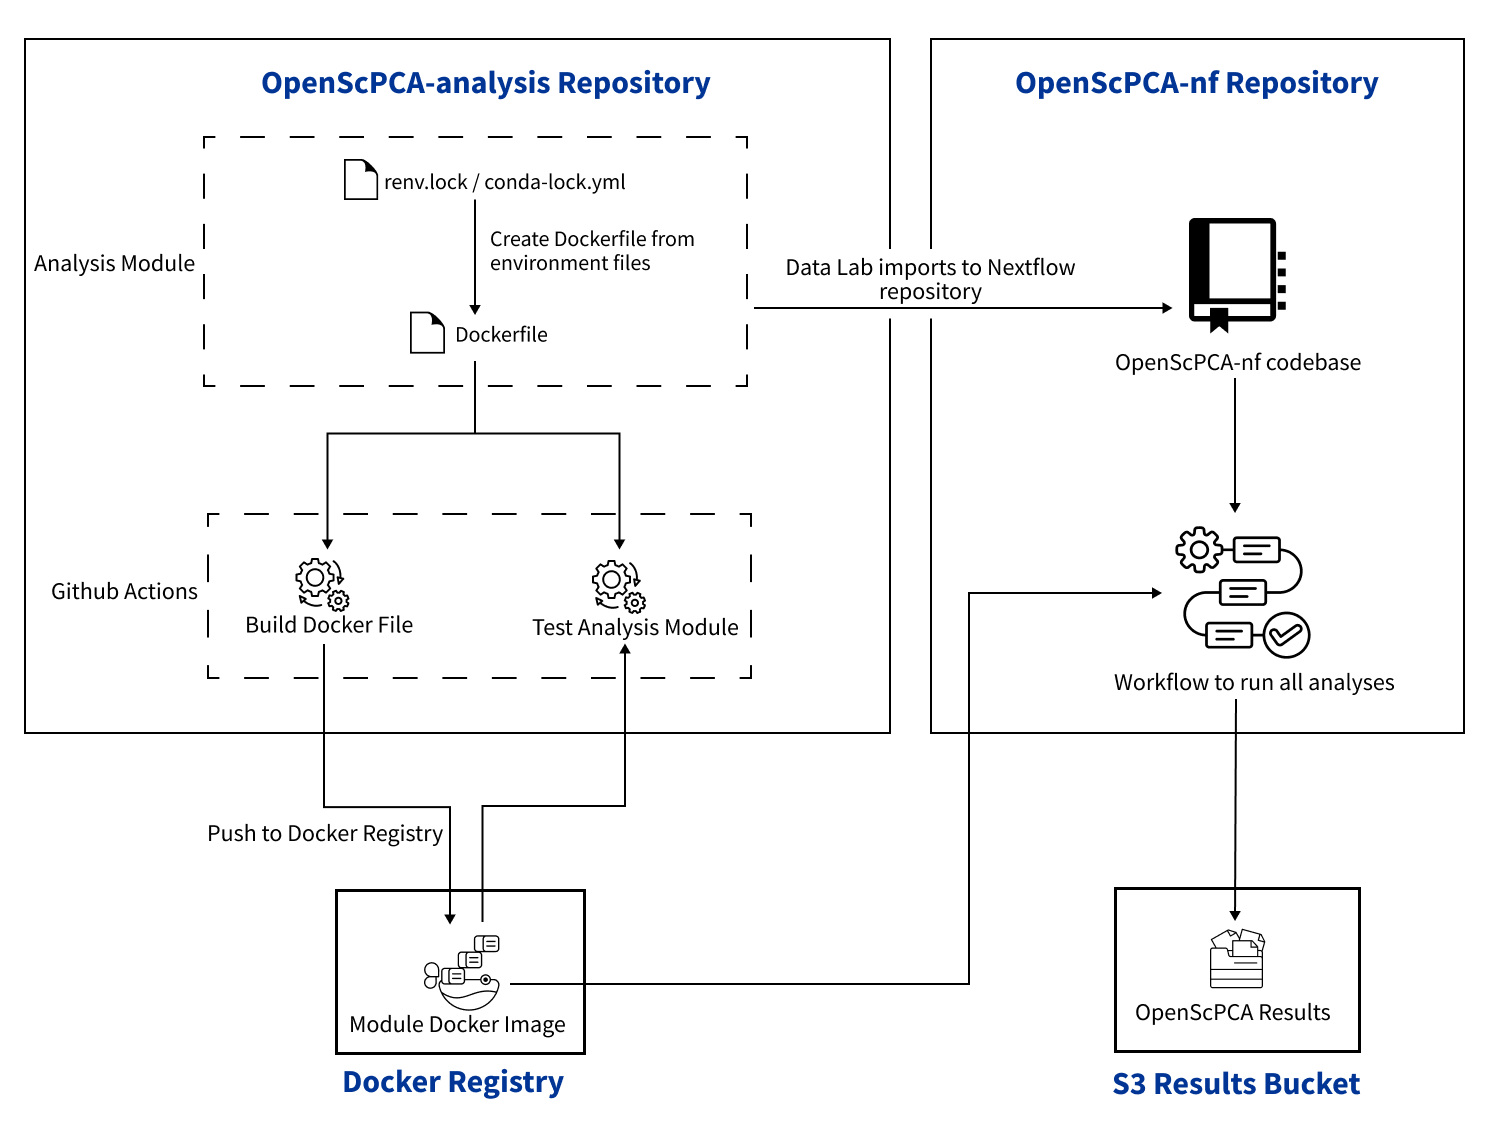 OpenScPCA-analysis Repository
OpenScPCA-nf Repository
renv.lock / conda-lock.yml
Create Dockerfile from
environment files
Analysis Module
Dockerfile
Data Lab imports to Nextflow
repository
OpenScPCA-nf codebase
Github Actions
Build Docker File
Test Analysis Module
Workflow to run all analyses
Push to Docker Registry
Module Docker Image
Docker Registry
OpenScPCA Results
S3 Results Bucket